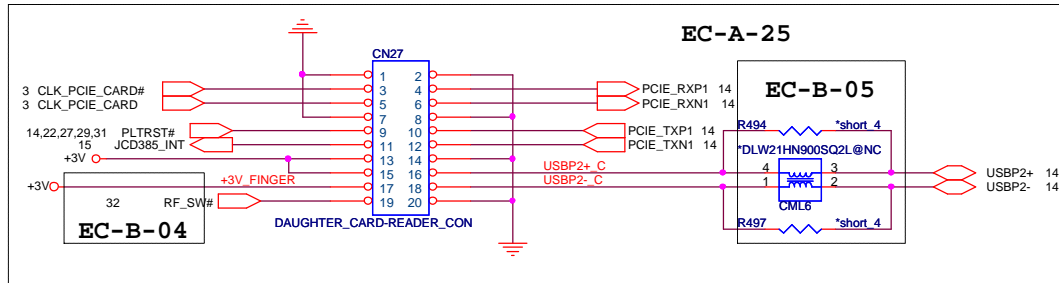 EC-A-25
CN27
1 2
3 CLK_PCIE_CARD# 3 4 PCIE_RXP1 14
3 CLK_PCIE_CARD 5 6 PCIE_RXN1 14
7 8
14,22,27,29,31 PLTRST# 9 10 PCIE_TXP1 14
15 JCD385_INT 11 12 PCIE_TXN1 14
+3V 13 14
15 16 USBP2+_C
+3V +3V_FINGER 17 18 USBP2-_C
32 RF_SW# 19 20
EC-B-04
DAUGHTER_CARD-READER_CON
EC-B-05
R494 *short_4
*DLW21HN900SQ2L@NC
4 3 USBP2+ 14
1 2 USBP2- 14
CML6
R497 *short_4